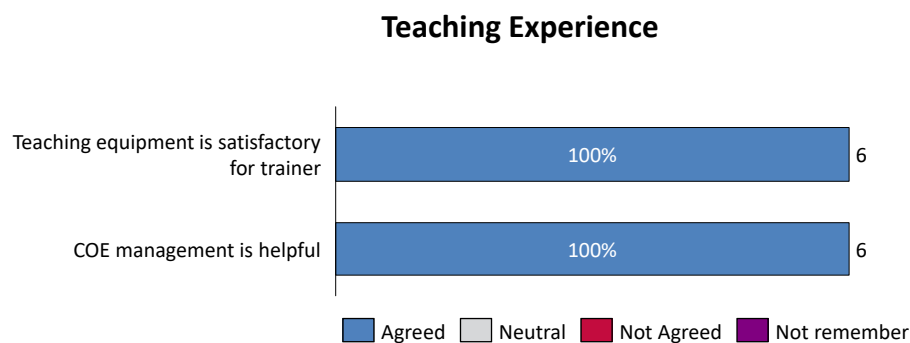 Teaching Experience
Teaching equipment is satisfactory
for trainer
100%
6
COE management is helpful
100%
6
Agreed
Neutral
Not Agreed
Not remember